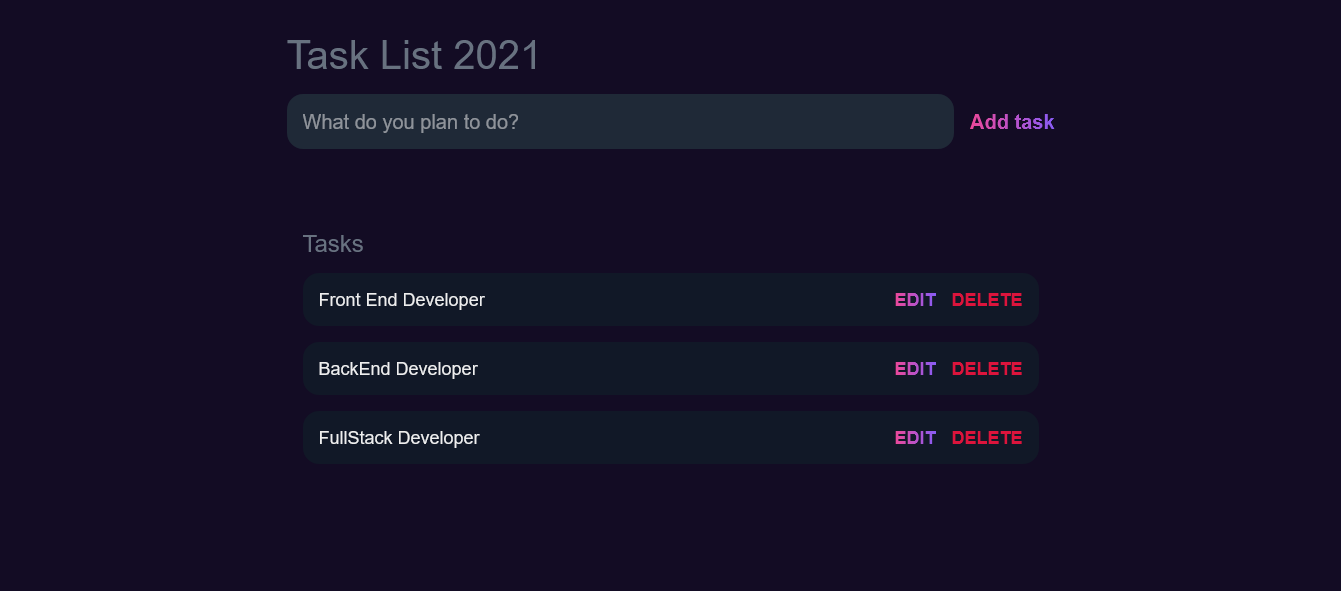 Task List 2021
What do you plan to do? Add task
Tasks
Front End Developer EDIT DELETE
BackEnd Developer EDIT DELETE
FullStack Developer EDIT DELETE